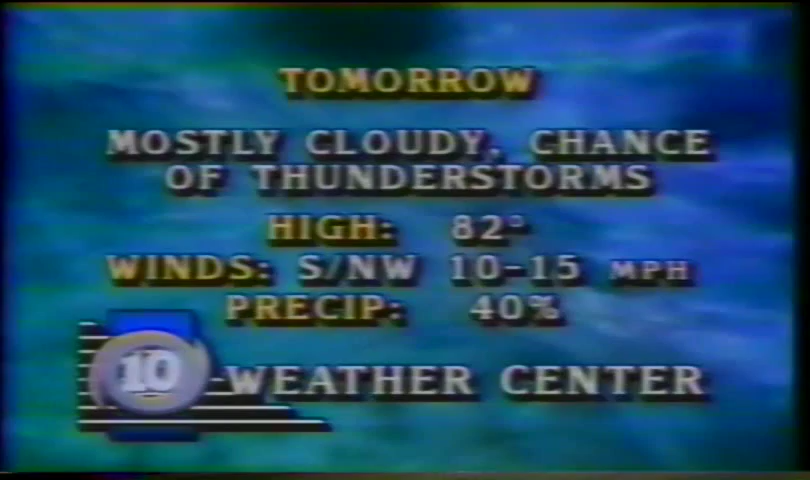 TOMORROW
MOSTLY CLOUDY, CHANCE
OF THUNDERSTORMS
HIGH: 82°
WINDS: S/NW 10-15 MPH
PRECIP: 40%
10 WEATHER CENTER